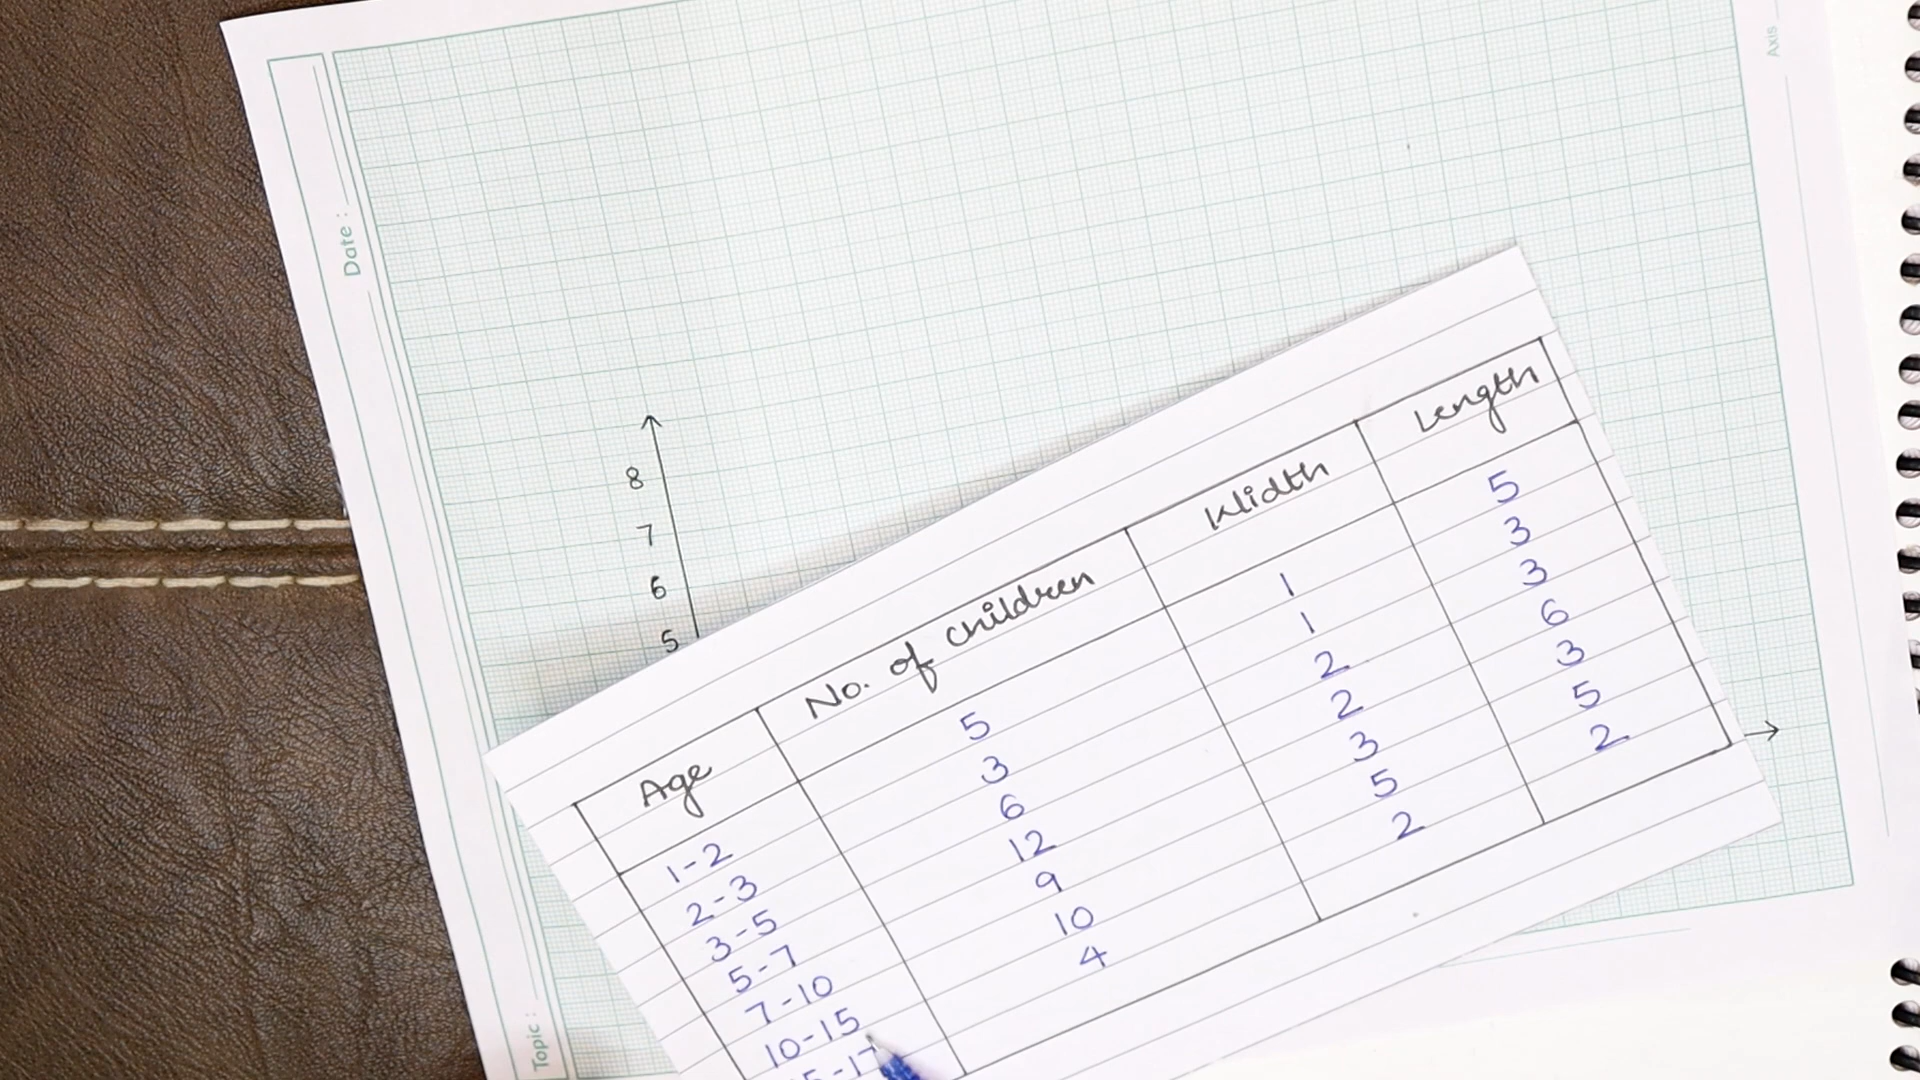 Axis
Date :
8
7
6
5
Age No. of children Width Length
1-2 5 1 5
2-3 3 1 3
3-5 6 2 3
5-7 12 2 6
7-10 9 3 3
10-15 10 5 5
5-17 4 2 2
Topic :